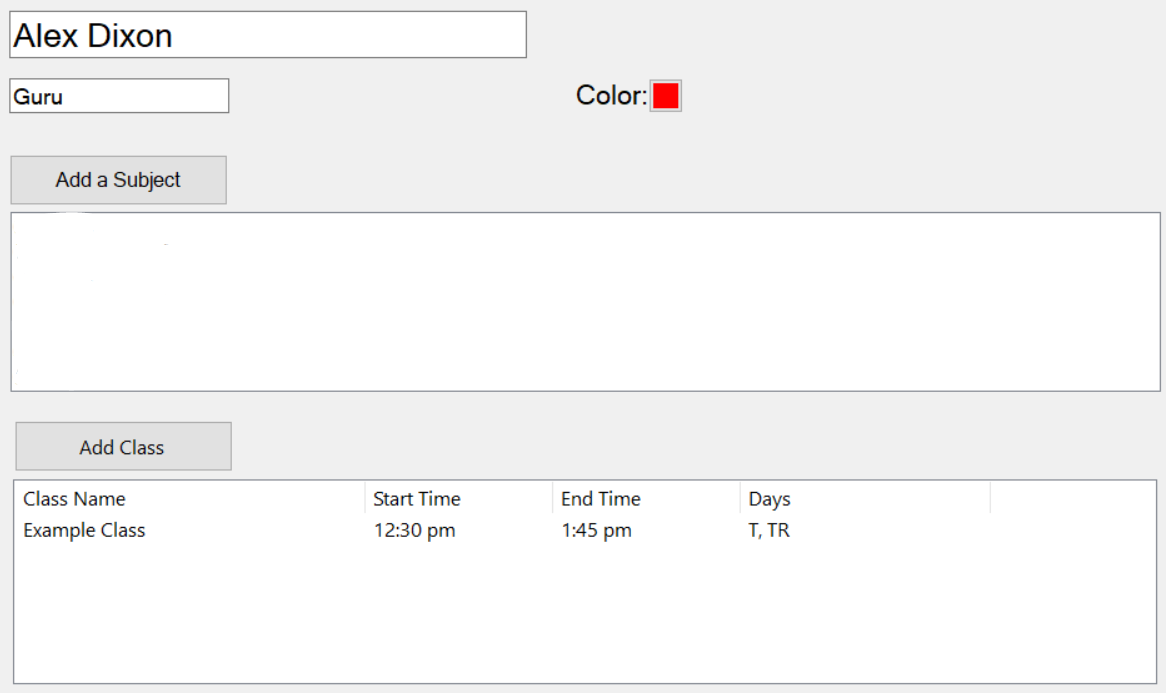 Alex Dixon
Guru
Color:
Add a Subject
Add Class
Class Name Start Time End Time Days
Example Class 12:30 pm 1:45 pm T, TR